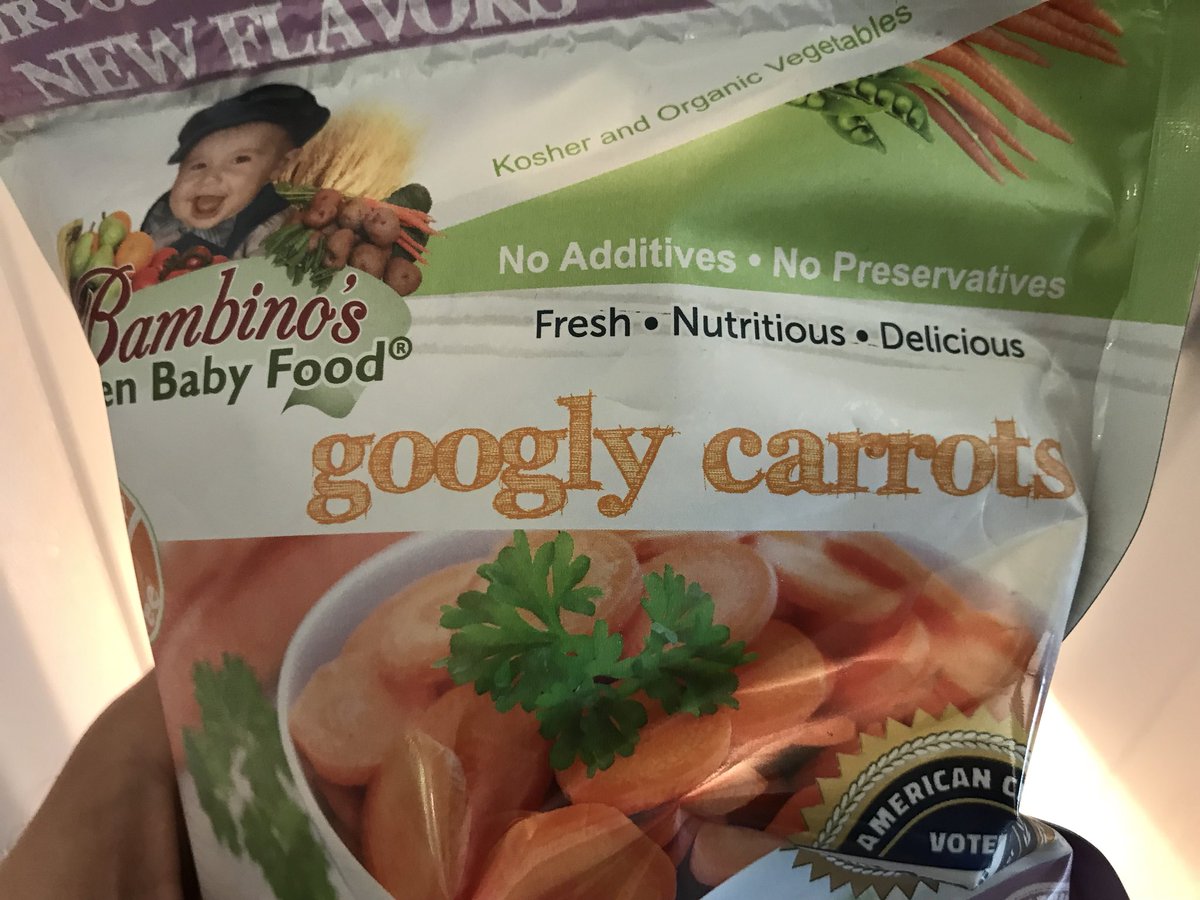 NEW FLAVORS
Kosher and Organic Vegetables
No Additives • No Preservatives
Fresh • Nutritious • Delicious
Bambino's
en Baby Food®
googly carrots
AMERICAN C
VOTE